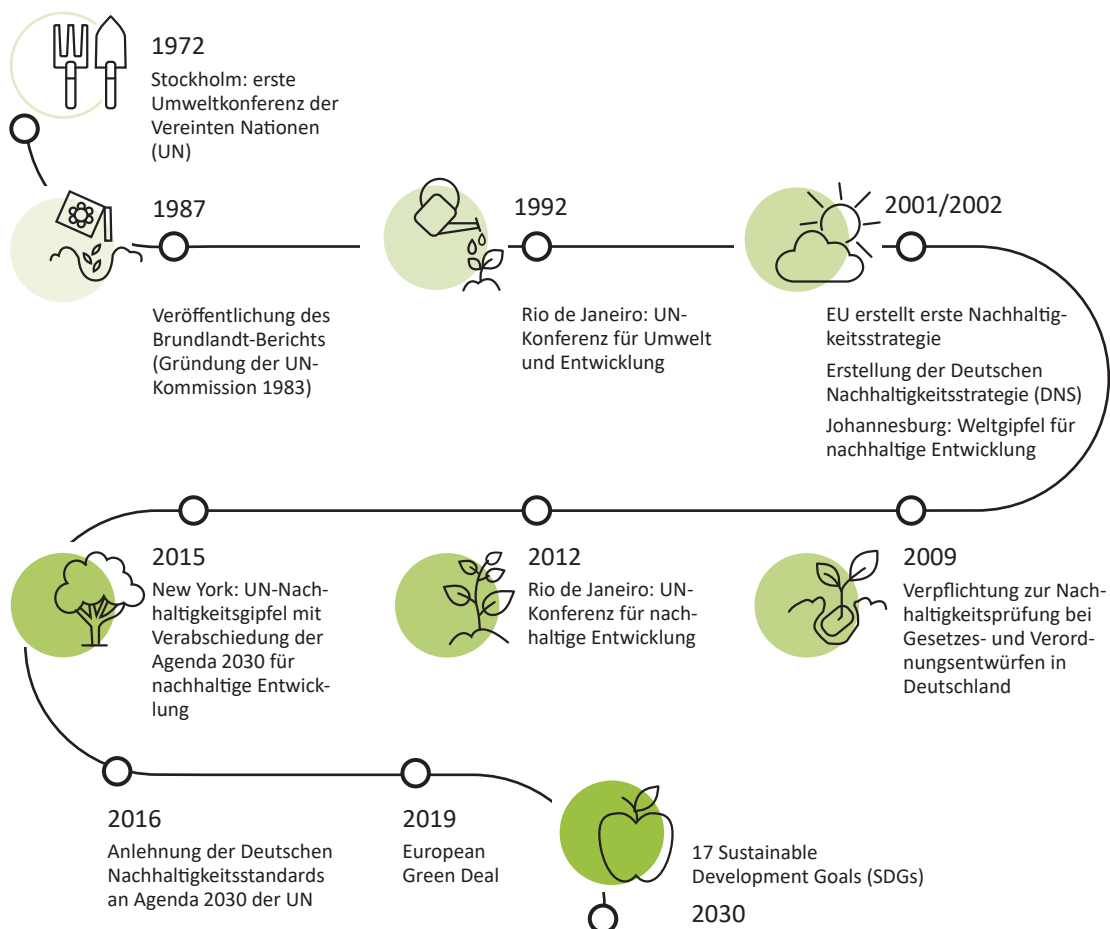 1972
Stockholm: erste
Umweltkonferenz der
Vereinten Nationen
(UN)
1987
Veröffentlichung des
Brundlandt-Berichts
(Gründung der UN-
Kommission 1983)
1992
Rio de Janeiro: UN-
Konferenz für Umwelt
und Entwicklung
2001/2002
EU erstellt erste Nachhaltig-
keitsstrategie
Erstellung der Deutschen
Nachhaltigkeitsstrategie (DNS)
Johannesburg: Weltgipfel für
nachhaltige Entwicklung
2009
Verpflichtung zur Nach-
haltigkeitsprüfung bei
Gesetzes- und Verord-
nungsentwürfen in
Deutschland
2012
Rio de Janeiro: UN-
Konferenz für nach-
haltige Entwicklung
2015
New York: UN-Nach-
haltigkeitsgipfel mit
Verabschiedung der
Agenda 2030 für
nachhaltige Entwick-
lung
2016
Anlehnung der Deutschen
Nachhaltigkeitsstandards
an Agenda 2030 der UN
2019
European
Green Deal
17 Sustainable
Development Goals (SDGs)
2030